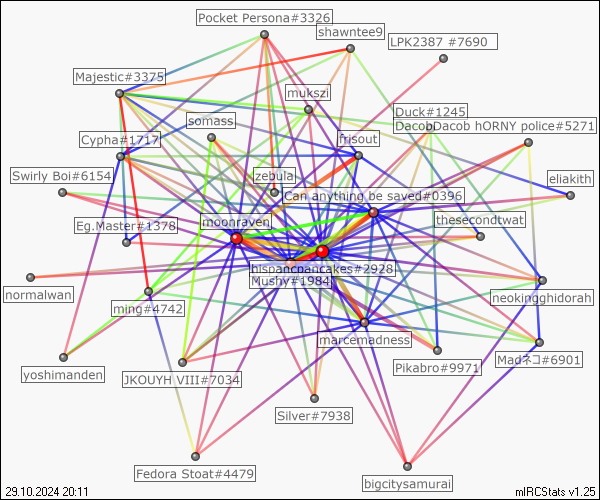 Pocket Persona#3326
shawntee9
LPK2387 #7690
Majestic#3375
mukszi
Duck#1245
somass
DacobDacob hORNY police#5271
Cypha#1717
frisout
Swirly Boi#6154
zebula
eliakith
Can anything be saved#0396
Eg.Master#1378
moonraven
thesecondtwat
hispancpancakes#2928
Mushy#1984
normalwan
neokingghidorah
ming#4742
marcemadness
Madネコ#6901
yoshimanden
JKOUYH VIII#7034
Pikabro#9971
Silver#7938
Fedora Stoat#4479
bigcitysamurai
29.10.2024 20:11
mIRCStats v1.25